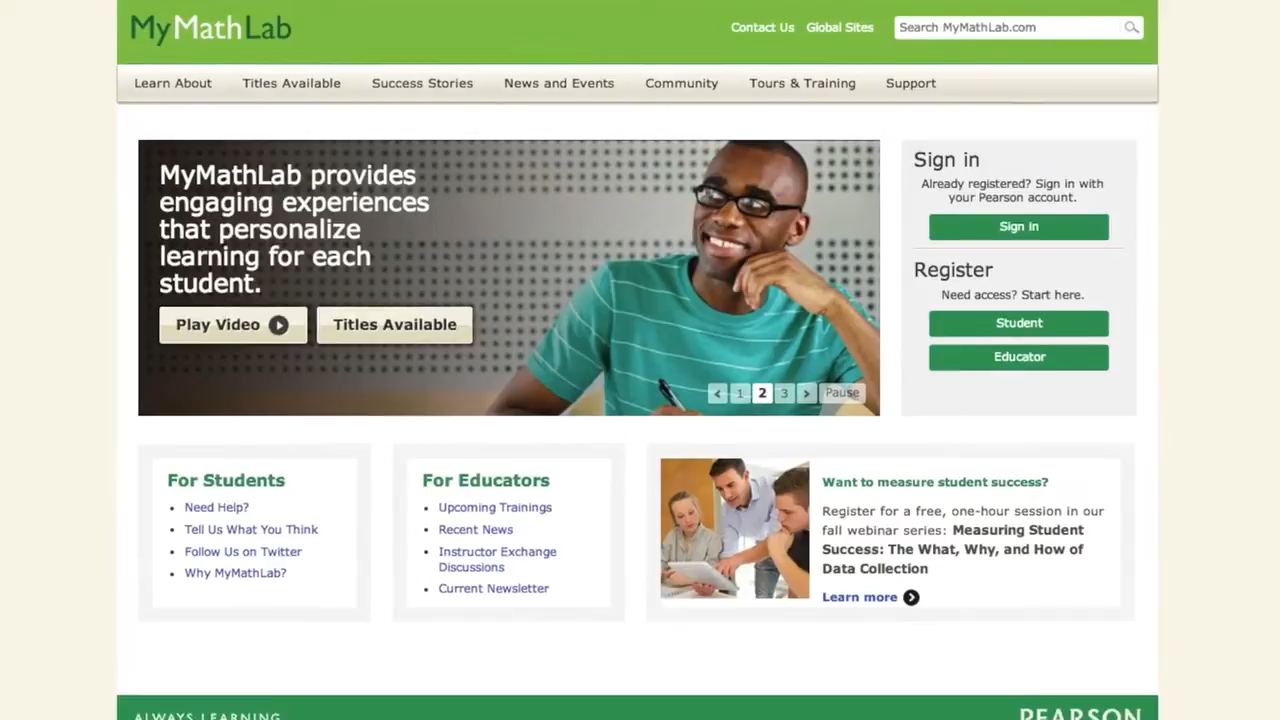 MyMathLab
Contact Us
Global Sites
Search MyMathLab.com
Learn About
Titles Available
Success Stories
News and Events
Community
Tours & Training
Support
MyMathLab provides
engaging experiences
that personalize
learning for each
student.
Play Video
Titles Available
< 1 2 3 > Pause
Sign in
Already registered? Sign in with
your Pearson account.
Sign in
Register
Need access? Start here.
Student
Educator
For Students
• Need Help?
• Tell Us What You Think
• Follow Us on Twitter
• Why MyMathLab?
For Educators
• Upcoming Trainings
• Recent News
• Instructor Exchange
Discussions
• Current Newsletter
Want to measure student success?
Register for a free, one-hour session in our
fall webinar series: Measuring Student
Success: The What, Why, and How of
Data Collection
Learn more
ALWAYS LEARNING
PEARSON